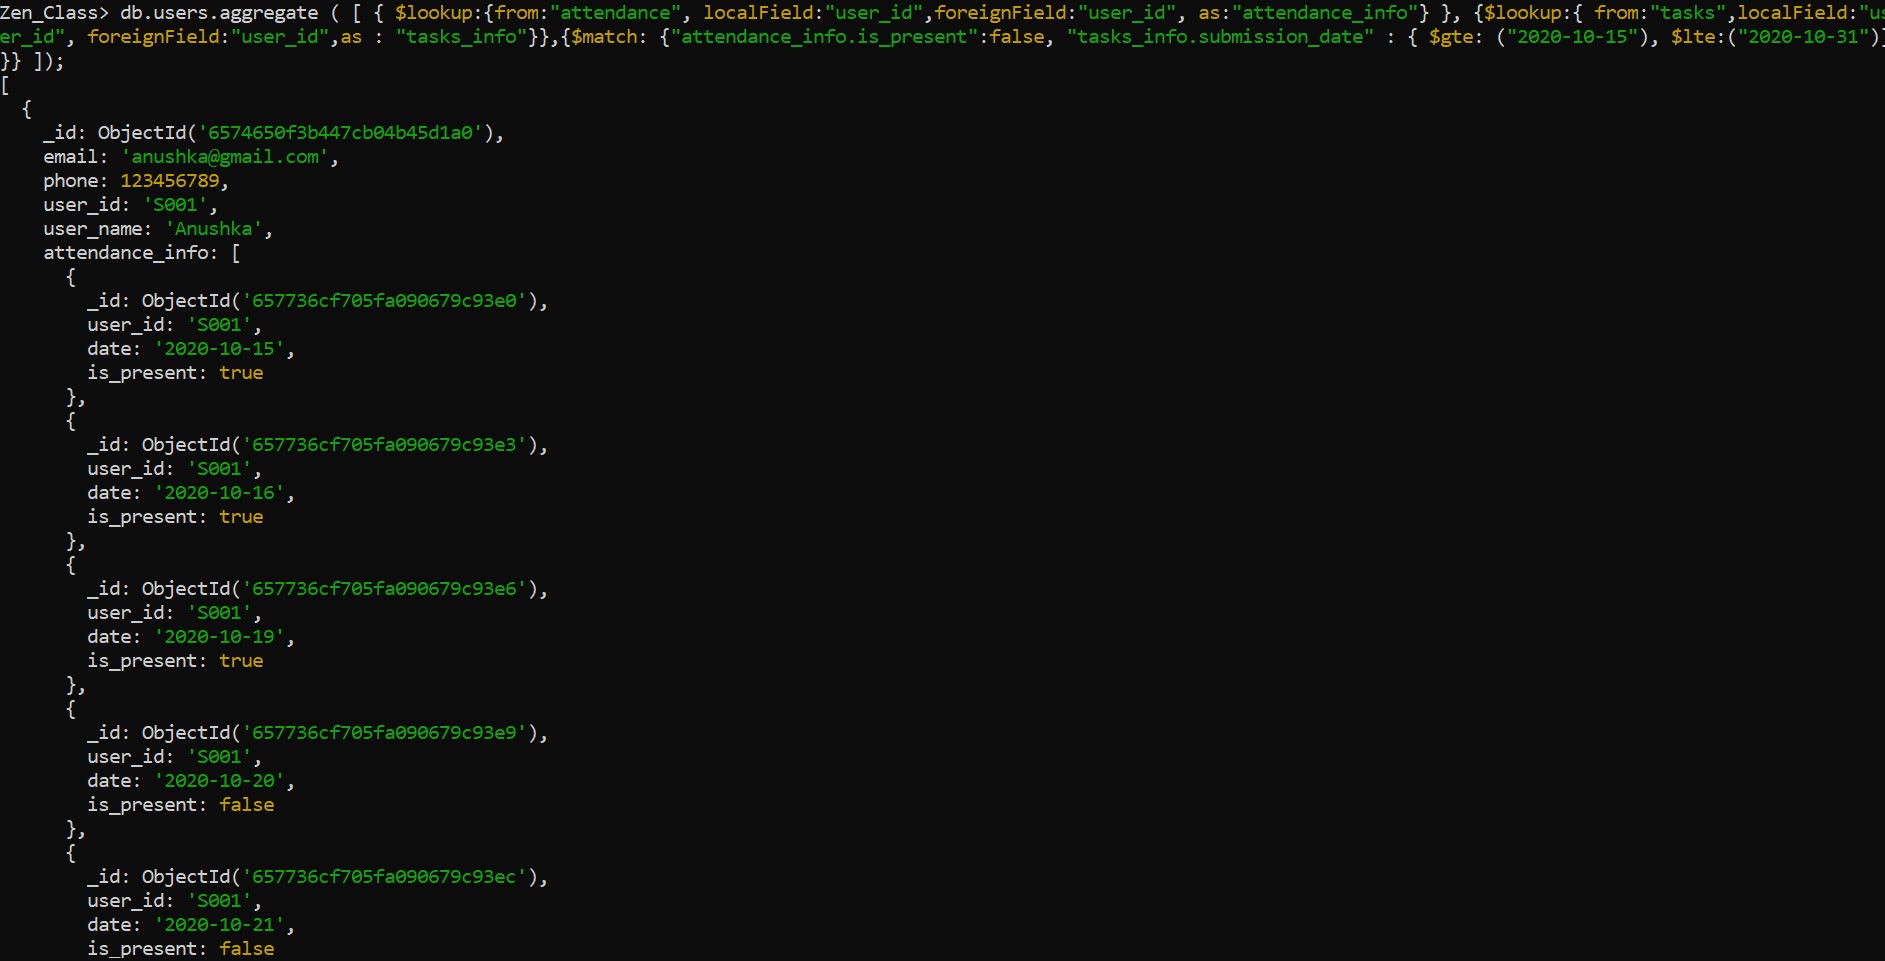 Zen_Class> db.users.aggregate ( [ { $lookup:{from:"attendance", localField:"user_id",foreignField:"user_id", as:"attendance_info"} }, {$lookup:{ from:"tasks",localField:"us
er_id", foreignField:"user_id",as : "tasks_info"}},{$match: {"attendance_info.is_present":false, "tasks_info.submission_date" : { $gte: ("2020-10-15"), $lte:("2020-10-31")}
}} ]);
[
{
_id: ObjectId('6574650f3b447cb04b45d1a0'),
email: 'anushka@gmail.com',
phone: 123456789,
user_id: 'S001',
user_name: 'Anushka',
attendance_info: [
{
_id: ObjectId('657736cf705fa090679c93e0'),
user_id: 'S001',
date: '2020-10-15',
is_present: true
},
{
_id: ObjectId('657736cf705fa090679c93e3'),
user_id: 'S001',
date: '2020-10-16',
is_present: true
},
{
_id: ObjectId('657736cf705fa090679c93e6'),
user_id: 'S001',
date: '2020-10-19',
is_present: true
},
{
_id: ObjectId('657736cf705fa090679c93e9'),
user_id: 'S001',
date: '2020-10-20',
is_present: false
},
{
_id: ObjectId('657736cf705fa090679c93ec'),
user_id: 'S001',
date: '2020-10-21',
is_present: false